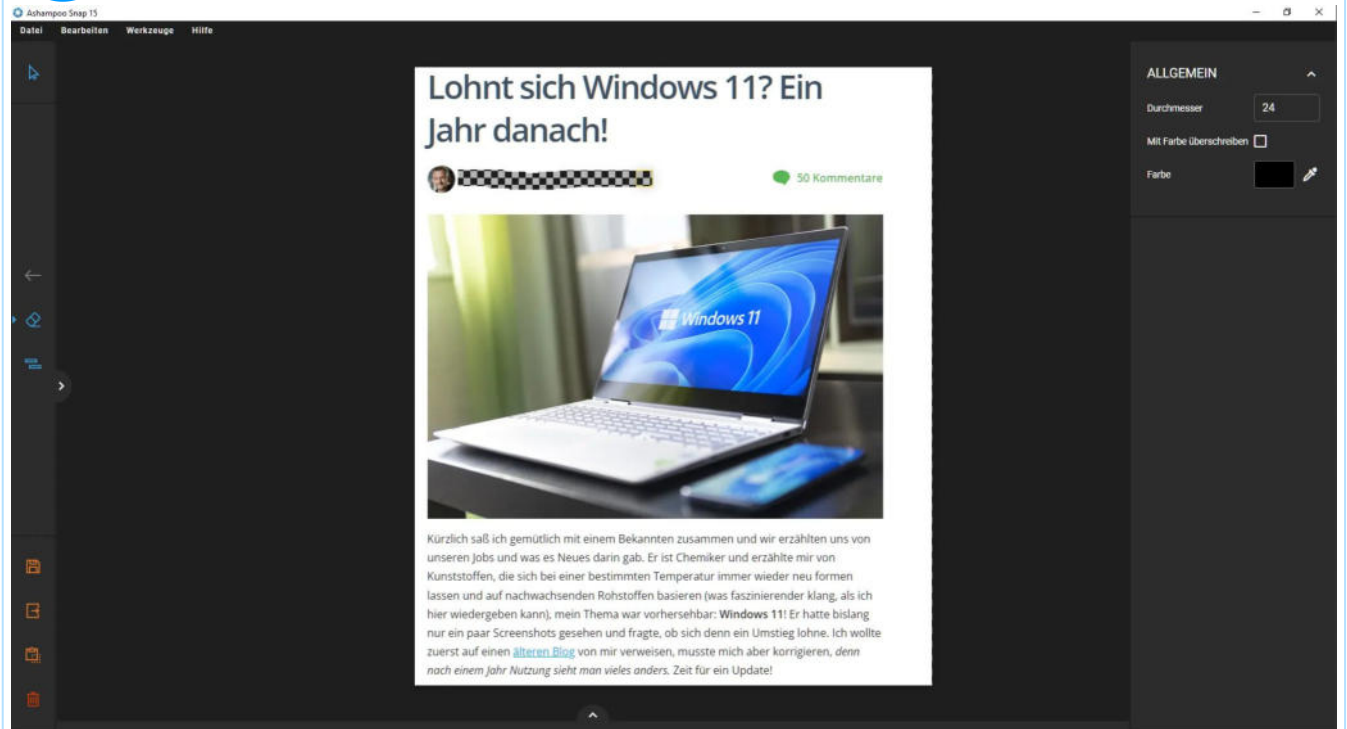 Ashampoo Snap 15
Datei Bearbeiten Werkzeuge Hilfe
Lohnt sich Windows 11? Ein
Jahr danach!
50 Kommentare
Windows 11
Kürzlich saß ich gemütlich mit einem Bekannten zusammen und wir erzählten uns von
unseren Jobs und was es Neues darin gab. Er ist Chemiker und erzählte mir von
Kunststoffen, die sich bei einer bestimmten Temperatur immer wieder neu formen
lassen und auf nachwachsenden Rohstoffen basieren (was faszinierender klang, als ich
hier wiedergeben kann), mein Thema war vorhersehbar: Windows 11! Er hatte bislang
nur ein paar Screenshots gesehen und fragte, ob sich denn ein Umstieg lohne. Ich wollte
zuerst auf einen älteren Blog von mir verweisen, musste mich aber korrigieren, denn
nach einem Jahr Nutzung sieht man vieles anders. Zeit für ein Update!
ALLGEMEIN
Durchmesser 24
Mit Farbe überschreiben
Farbe